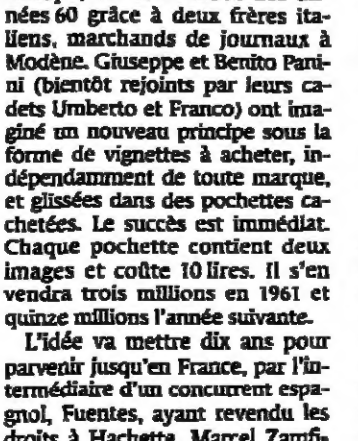 nées 60 grâce à deux frères ita-
liens, marchands de journaux à
Modène. Giuseppe et Benito Pani-
ni (bientôt rejoints par leurs ca-
dets Umberto et Franco) ont ima-
giné un nouveau principe sous la
forme de vignettes à acheter, in-
dépendamment de toute marque,
et glissées dans des pochettes ca-
chetées. Le succès est immédiat.
Chaque pochette contient deux
images et coûte 10 lires. Il s'en
vendra trois millions en 1961 et
quinze millions l'année suivante.
L'idée va mettre dix ans pour
parvenir jusqu'en France, par l'in-
termédiaire d'un concurrent espa-
gnol, Fuentes, ayant revendu les
droits à Hachette. Marcel Zamfi-